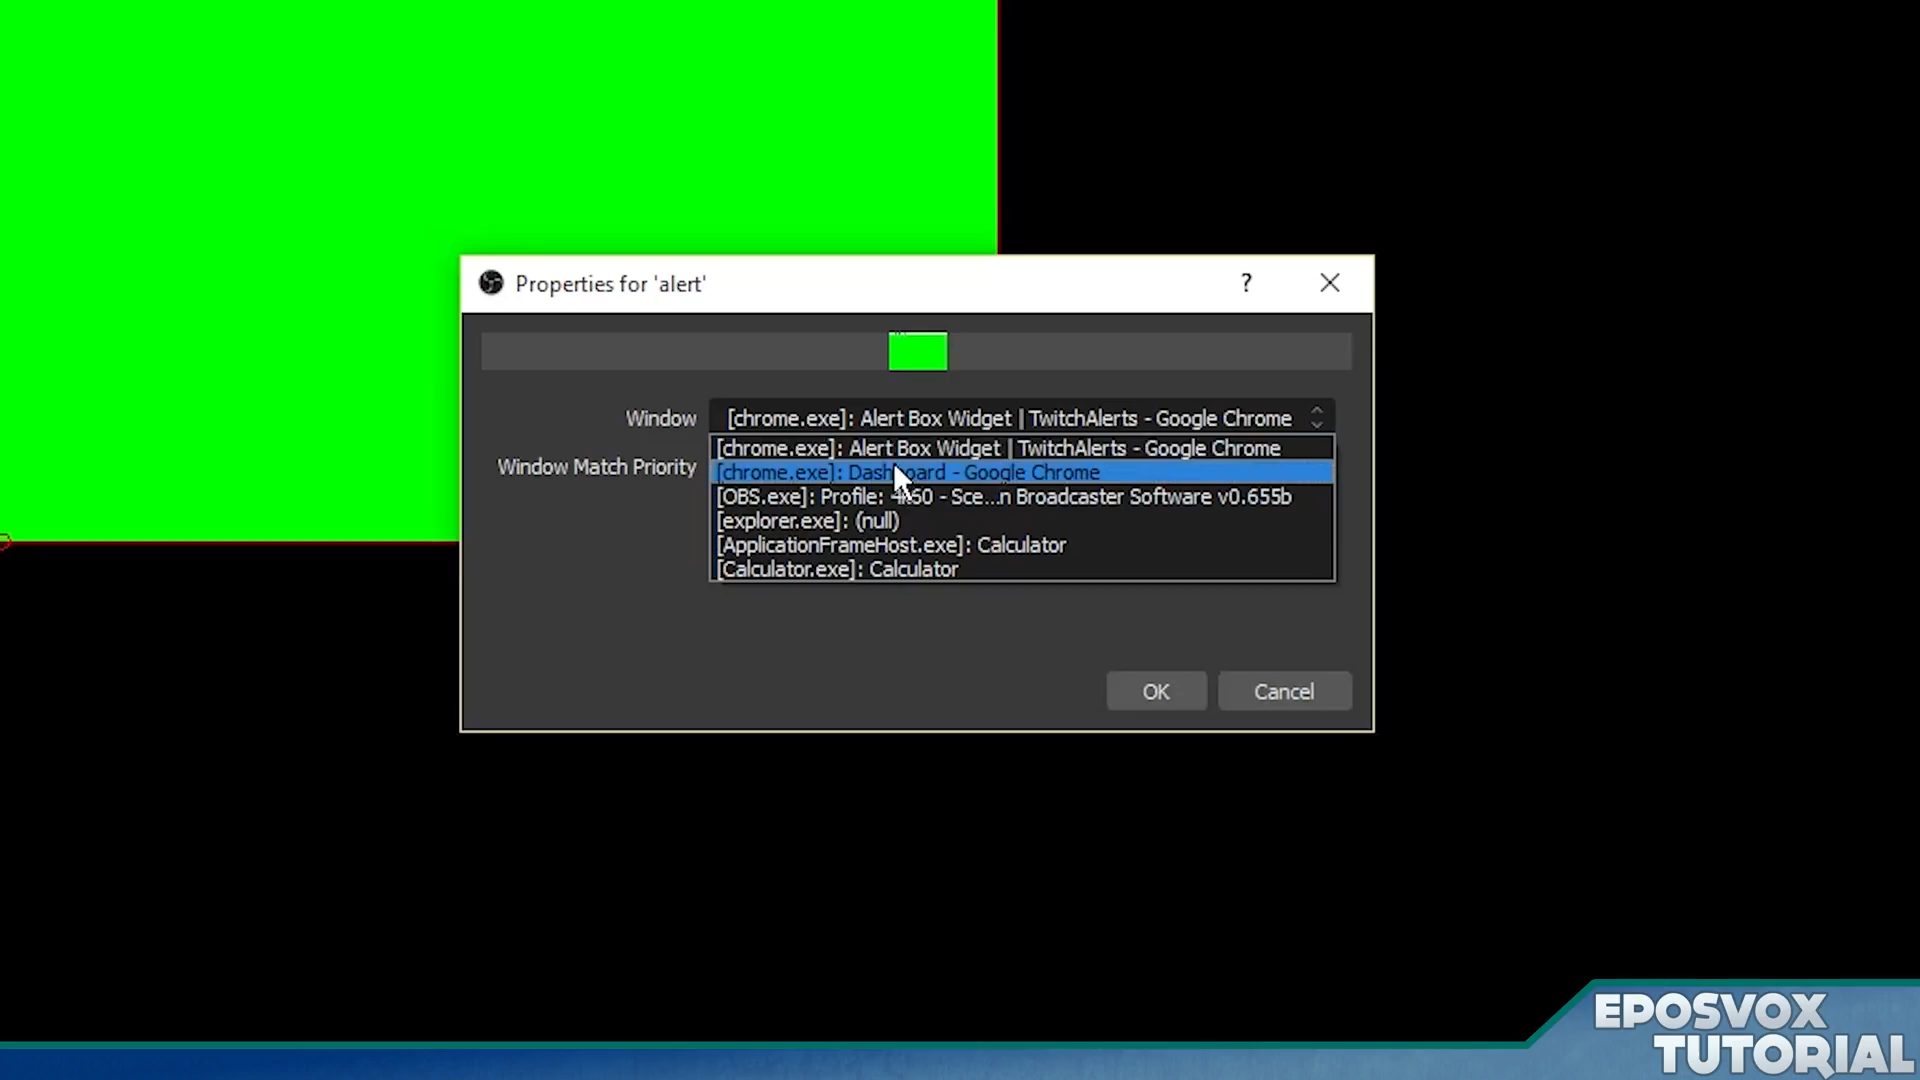 Properties for 'alert'
?
Window
[chrome.exe]: Alert Box Widget | TwitchAlerts - Google Chrome
[chrome.exe]: Alert Box Widget | TwitchAlerts - Google Chrome
Window Match Priority
[chrome.exe]: Dashboard - Google Chrome
[OBS.exe]: Profile: 4k60 - Sce...n Broadcaster Software v0.655b
[explorer.exe]: (null)
[ApplicationFrameHost.exe]: Calculator
[Calculator.exe]: Calculator
OK
Cancel
EPOSVOX
TUTORIAL